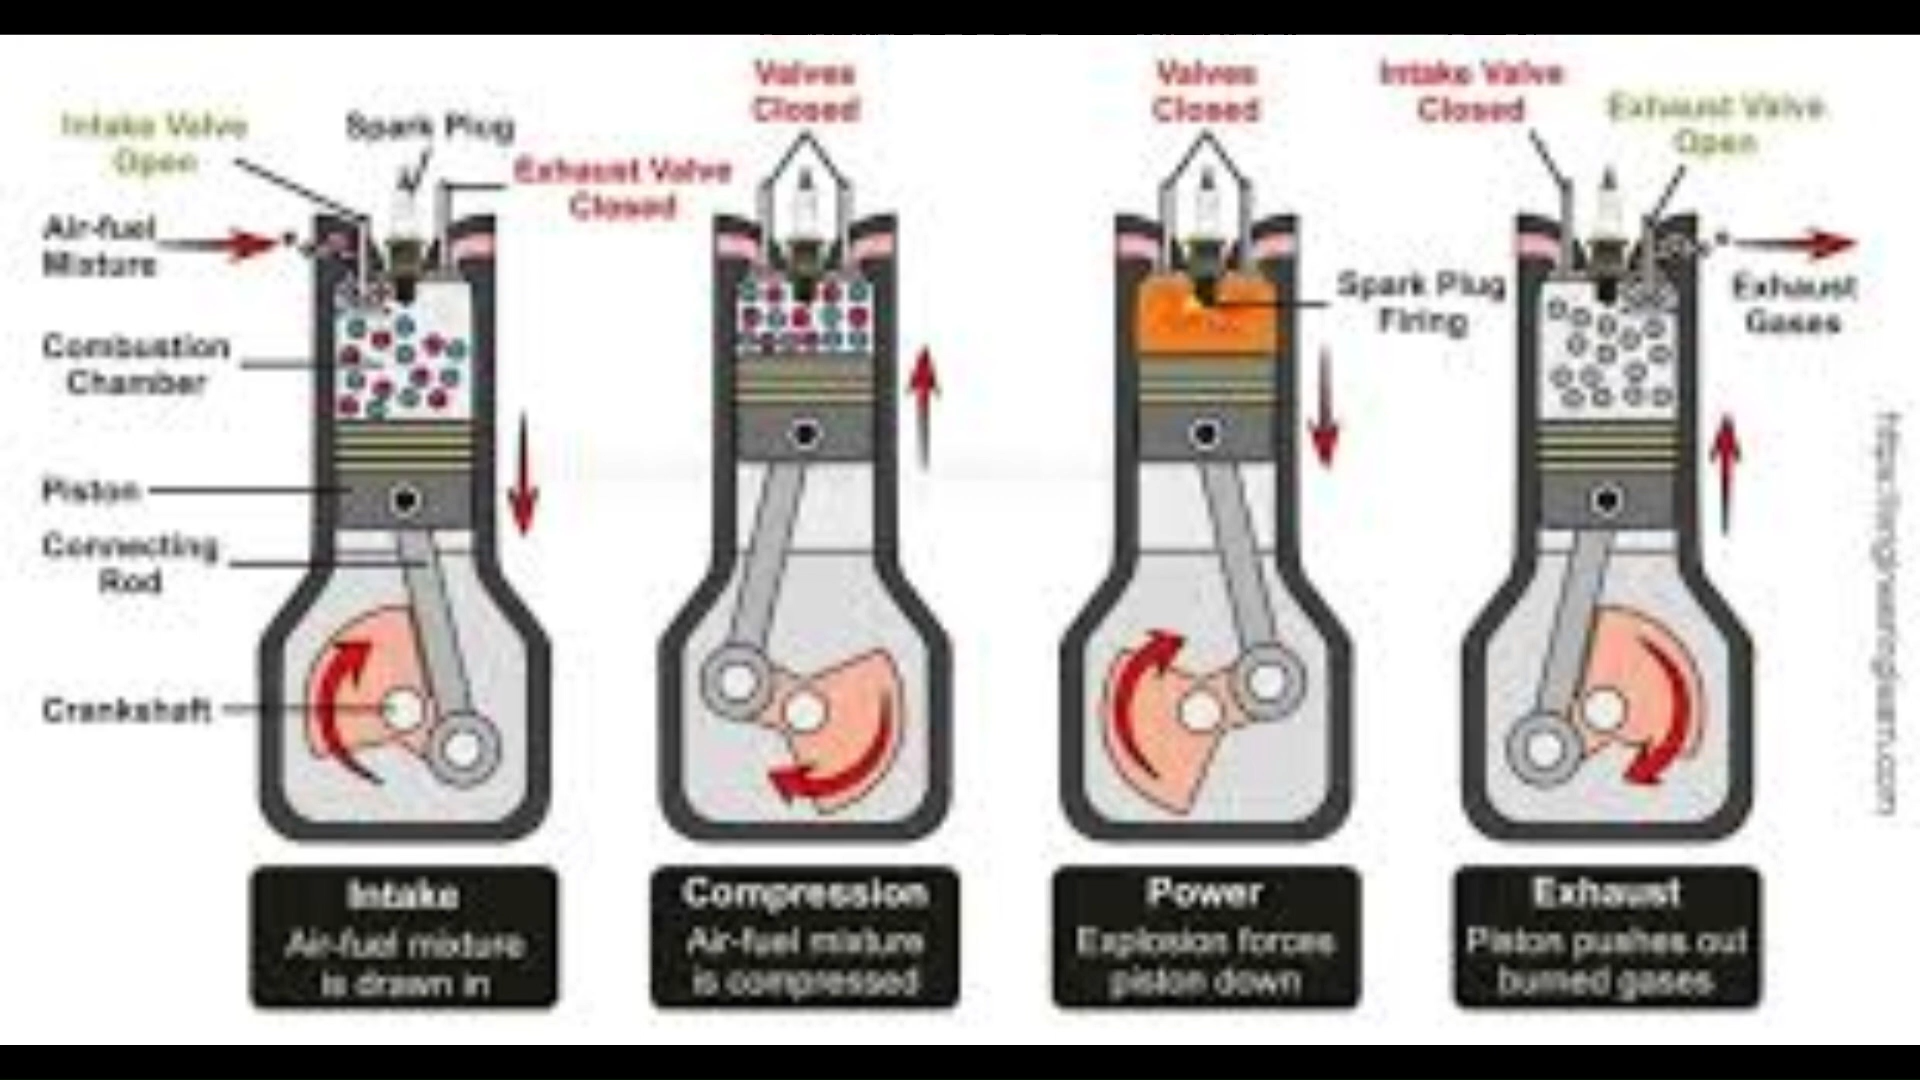 Intake Valve
Open
Spark Plug
Exhaust Valve
Closed
Air-fuel
Mixture
Combustion
Chamber
Piston
Connecting
Rod
Crankshaft
Intake
Air-fuel mixture
is drawn in
Valves
Closed
Compression
Air-fuel mixture
is compressed
Valves
Closed
Spark Plug
Firing
Power
Explosion forces
piston down
Intake Valve
Closed
Exhaust Valve
Open
Exhaust
Gases
Exhaust
Piston pushes out
burned gases